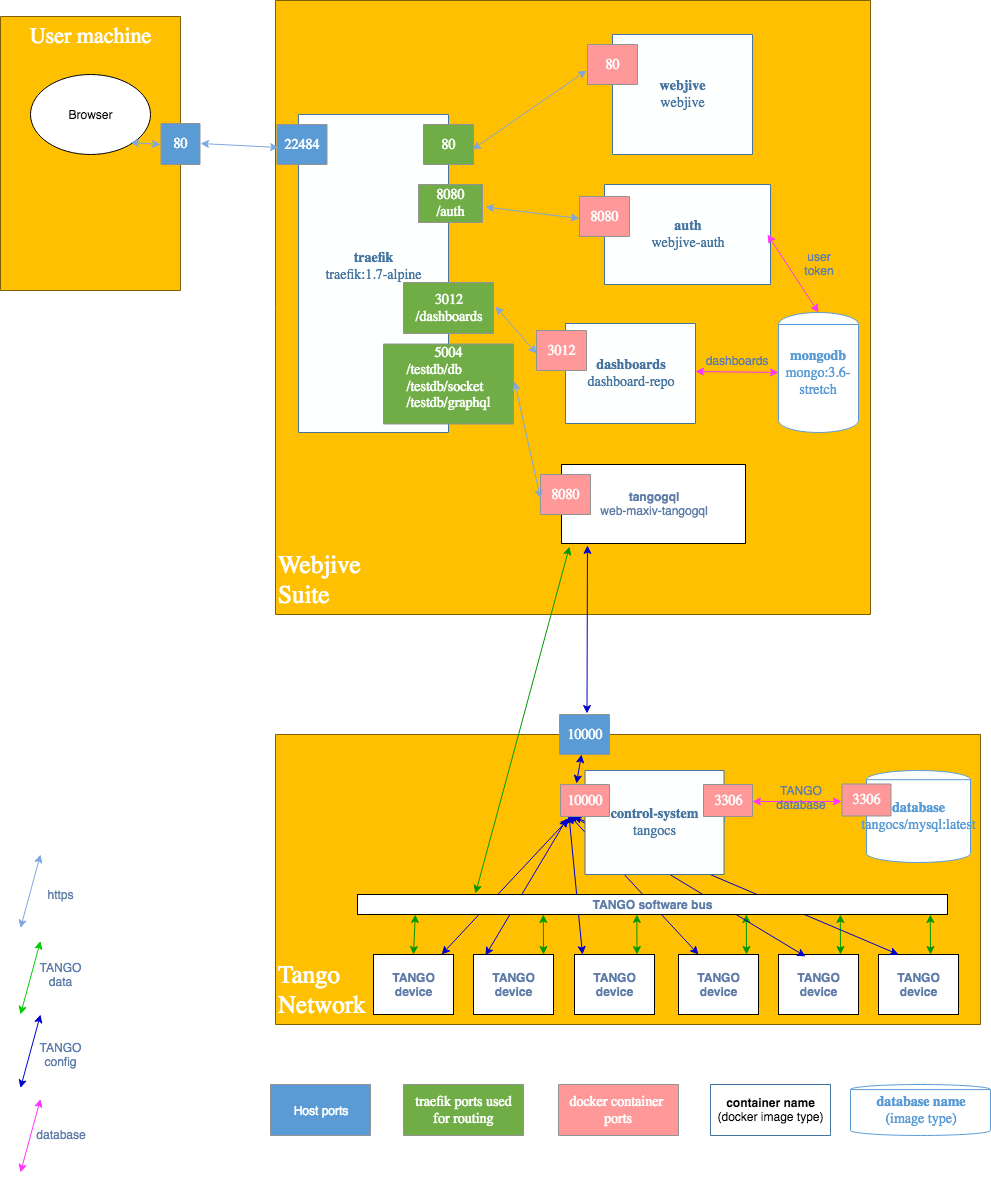 User machine
Browser
80
22484
80
8080
/auth
traefik
traefik:1.7-alpine
3012
/dashboards
5004
/testdb/db
/testdb/socket
/testdb/graphql
80
webjive
webjive
8080
auth
webjive-auth
user
token
3012
dashboards
dashboard-repo
dashboards
mongodb
mongo:3.6-
stretch
8080
tangogql
web-maxiv-tangogql
Webjive
Suite
10000
10000
control-system
tangocs
3306
TANGO
database
3306
database
tangocs/mysql:latest
TANGO software bus
Tango
Network
TANGO
device
TANGO
device
TANGO
device
TANGO
device
TANGO
device
TANGO
device
https
TANGO
data
TANGO
config
database
Host ports
traefik ports used
for routing
docker container
ports
container name
(docker image type)
database name
(image type)